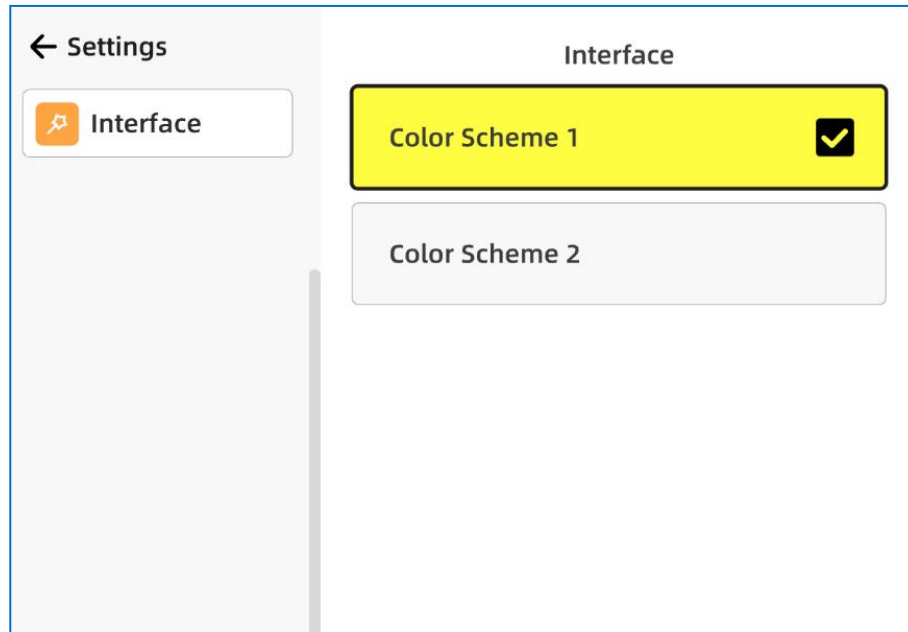 Settings
Interface
Interface
Color Scheme 1
Color Scheme 2